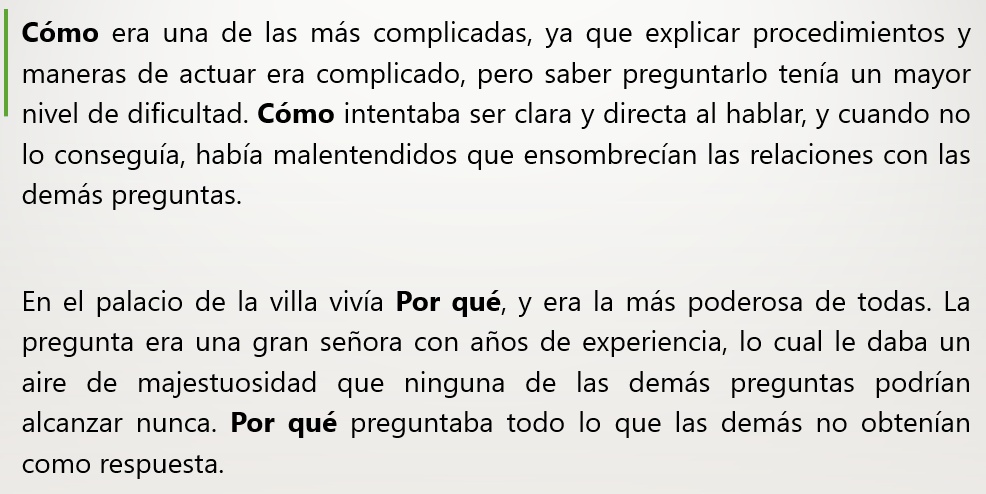 Cómo era una de las más complicadas, ya que explicar procedimientos y
maneras de actuar era complicado, pero saber preguntarlo tenía un mayor
nivel de dificultad. Cómo intentaba ser clara y directa al hablar, y cuando no
lo conseguía, había malentendidos que ensombrecían las relaciones con las
demás preguntas.
En el palacio de la villa vivía Por qué, y era la más poderosa de todas. La
pregunta era una gran señora con años de experiencia, lo cual le daba un
aire de majestuosidad que ninguna de las demás preguntas podrían
alcanzar nunca. Por qué preguntaba todo lo que las demás no obtenían
como respuesta.